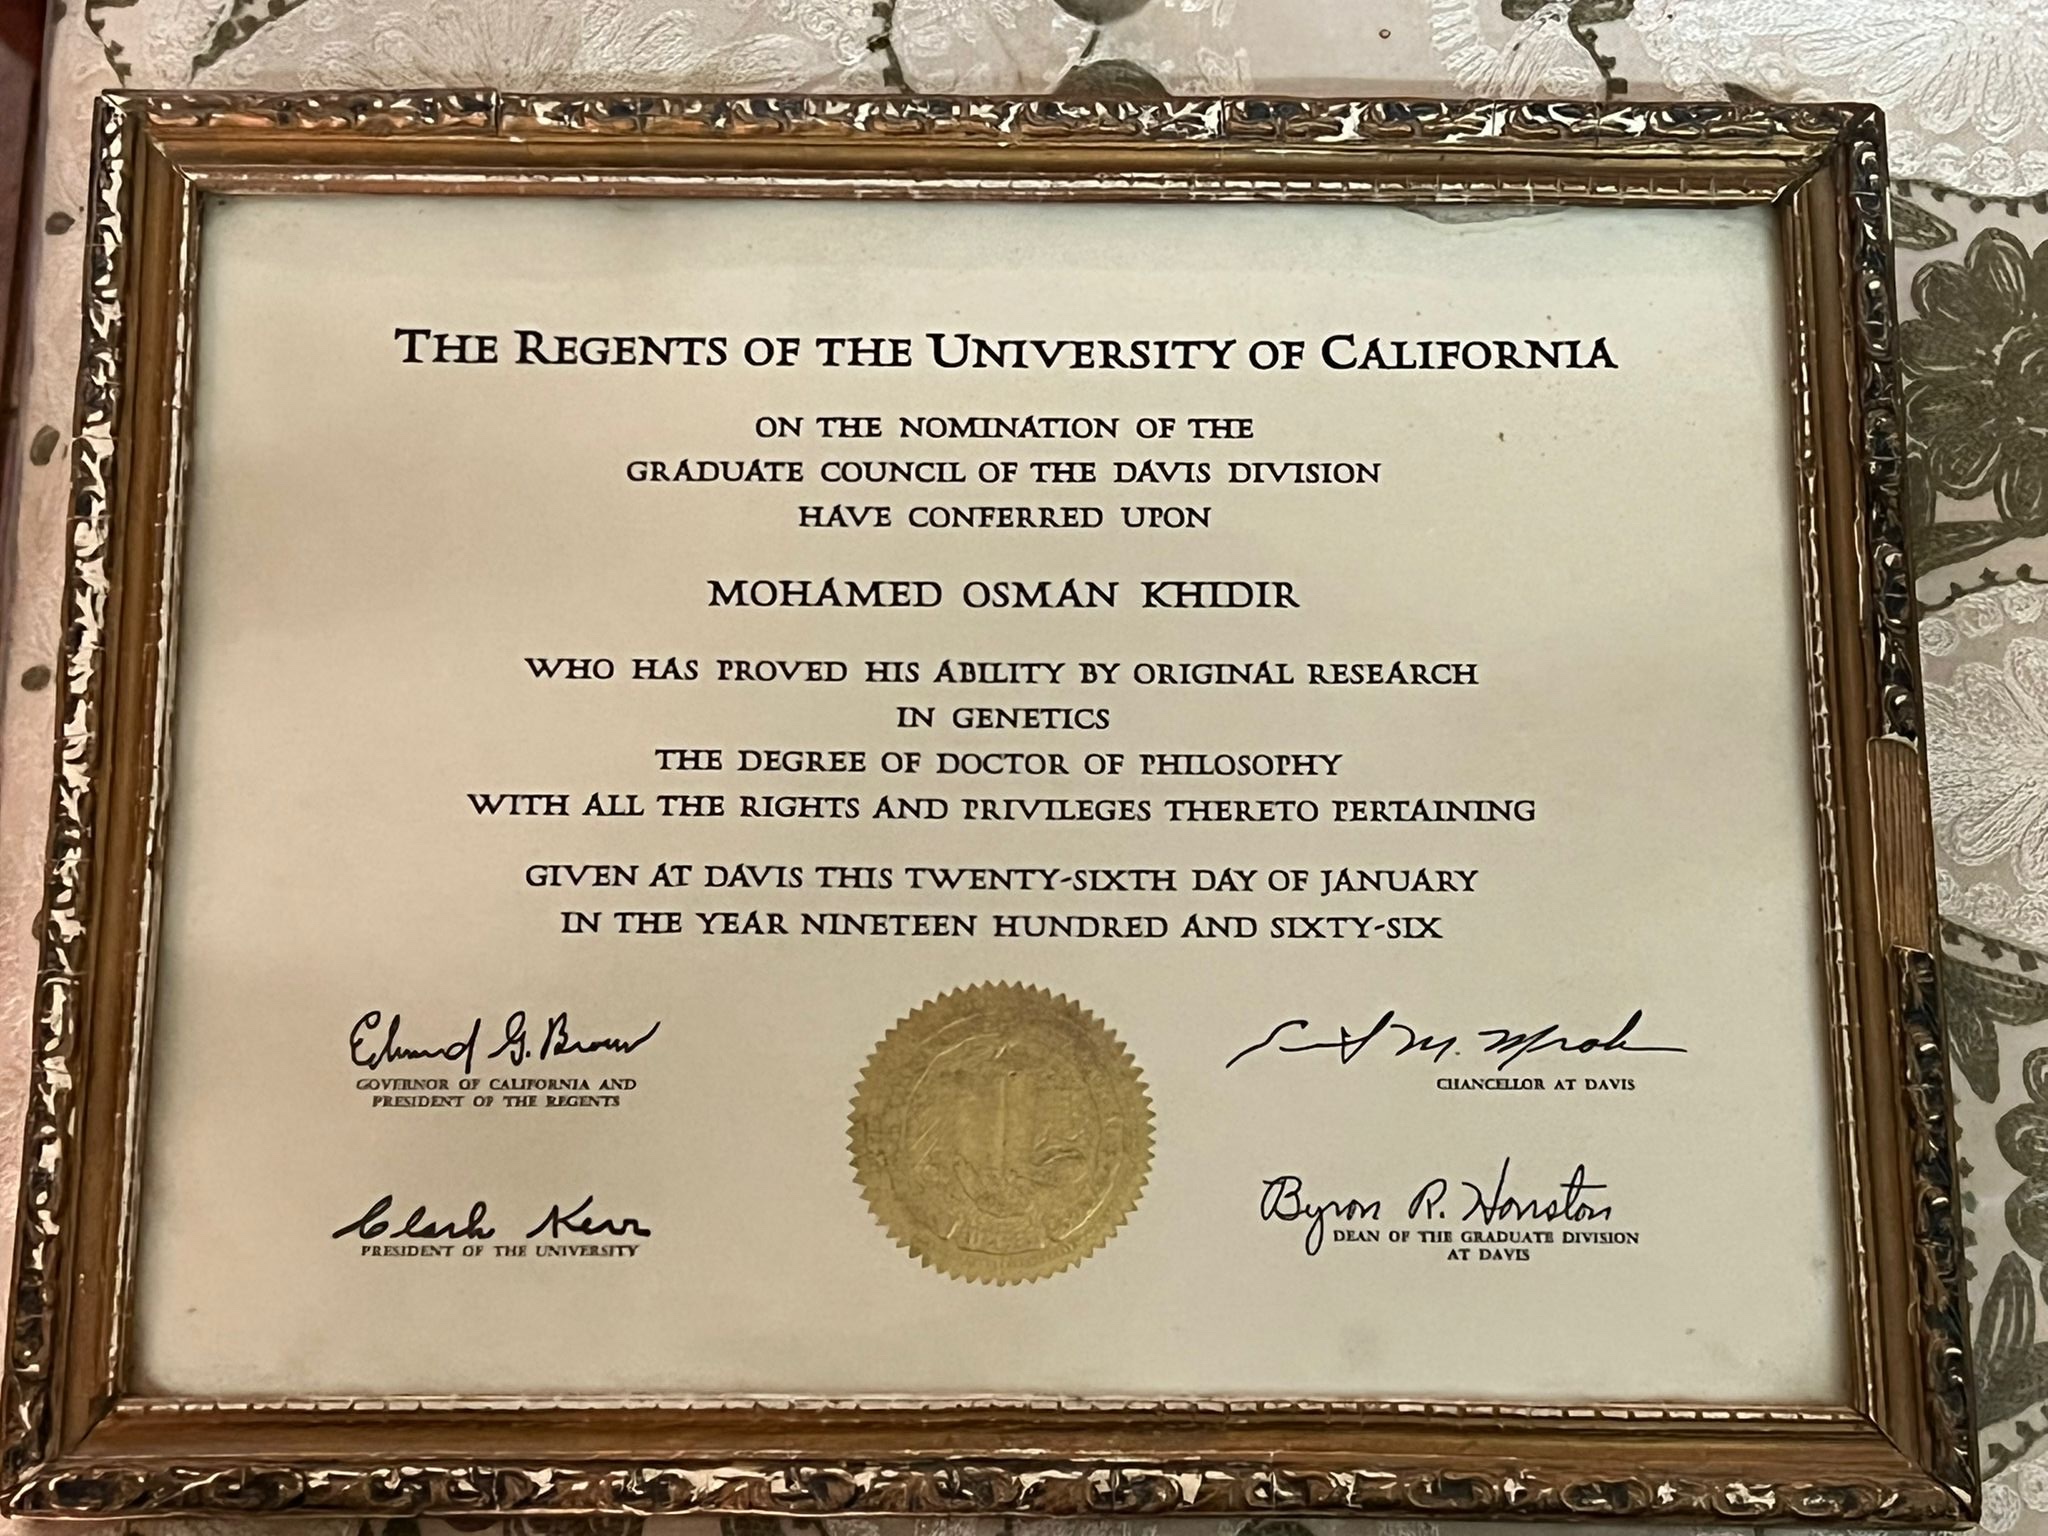 THE REGENTS OF THE UNIVERSITY OF CALIFORNIA
ON THE NOMINATION OF THE
GRADUATE COUNCIL OF THE DAVIS DIVISION
HAVE CONFERRED UPON
MOHAMED OSMAN KHIDIR
WHO HAS PROVED HIS ABILITY BY ORIGINAL RESEARCH
IN GENETICS
THE DEGREE OF DOCTOR OF PHILOSOPHY
WITH ALL THE RIGHTS AND PRIVILEGES THERETO PERTAINING
GIVEN AT DAVIS THIS TWENTY-SIXTH DAY OF JANUARY
IN THE YEAR NINETEEN HUNDRED AND SIXTY-SIX
Edmund G. Brown
GOVERNOR OF CALIFORNIA AND
PRESIDENT OF THE REGENTS
Clark Kerr
PRESIDENT OF THE UNIVERSITY
M. Mrak
CHANCELLOR AT DAVIS
Byron R. Houston
DEAN OF THE GRADUATE DIVISION
AT DAVIS